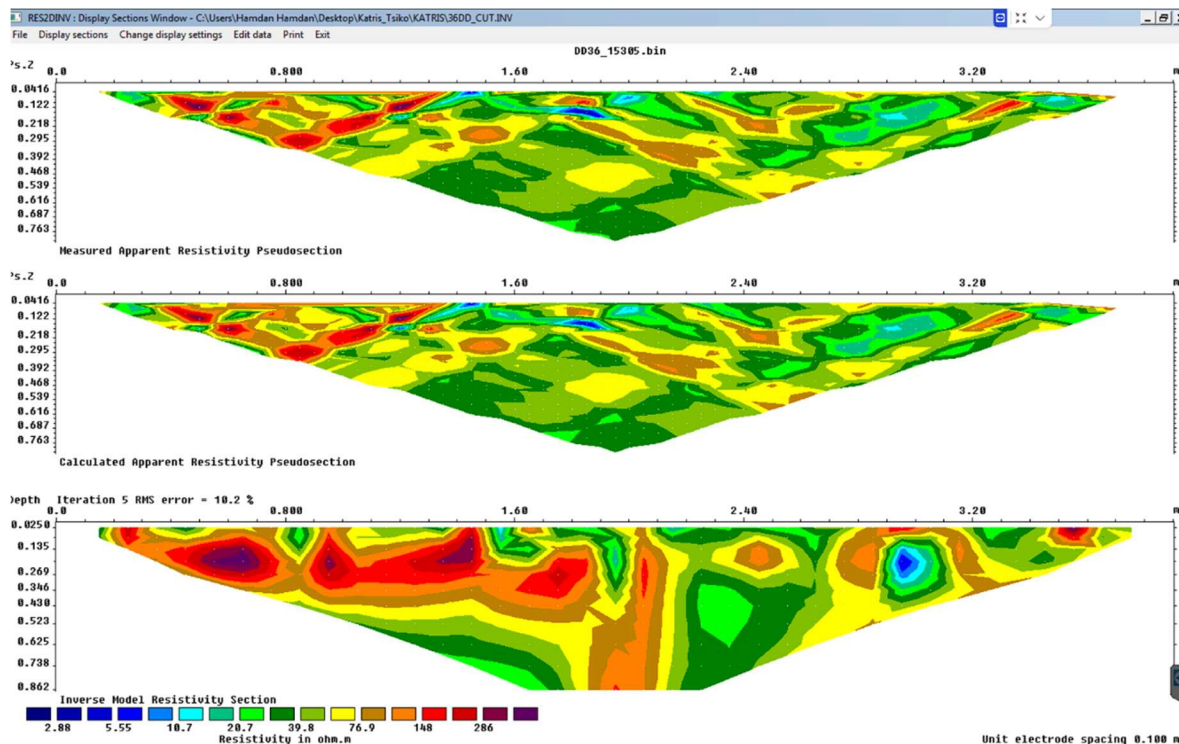 RES2DINV : Display Sections Window - C:\Users\Hamdan Hamdan\Desktop\Katris_Tsiko\KATRIS\36DD_CUT.INV
File Display sections Change display settings Edit data Print Exit
DD36_15305.bin
Ps.Z 0.0 0.800 1.60 2.40 3.20 m
0.0416
0.122
0.218
0.295
0.392
0.468
0.539
0.616
0.687
0.763
Measured Apparent Resistivity Pseudosection
Ps.Z 0.0 0.800 1.60 2.40 3.20 m
0.0416
0.122
0.218
0.295
0.392
0.468
0.539
0.616
0.687
0.763
Calculated Apparent Resistivity Pseudosection
Depth Iteration 5 RMS error = 10.2 %
0.0 0.800 1.60 2.40 3.20 m
0.0250
0.135
0.269
0.346
0.430
0.523
0.625
0.738
0.862
Inverse Model Resistivity Section
2.88 5.55 10.7 20.7 39.8 76.9 148 286
Resistivity in ohm.m
Unit electrode spacing 0.100 m